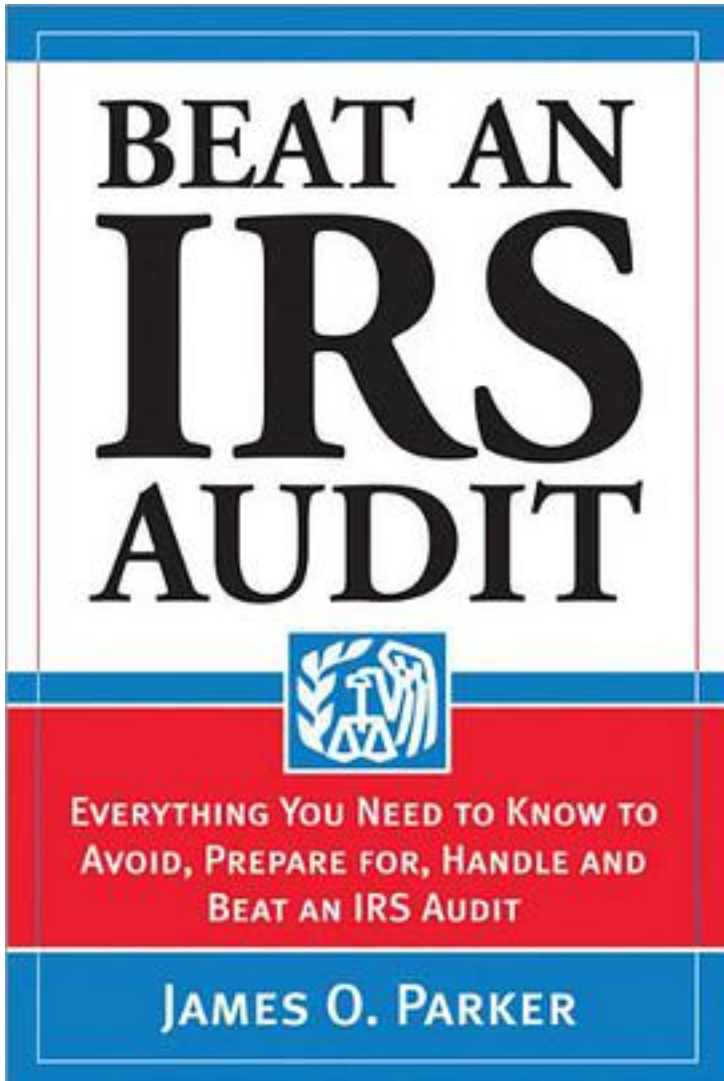 BEAT AN
IRS
AUDIT
EVERYTHING YOU NEED TO KNOW TO
AVOID, PREPARE FOR, HANDLE AND
BEAT AN IRS AUDIT
JAMES O. PARKER